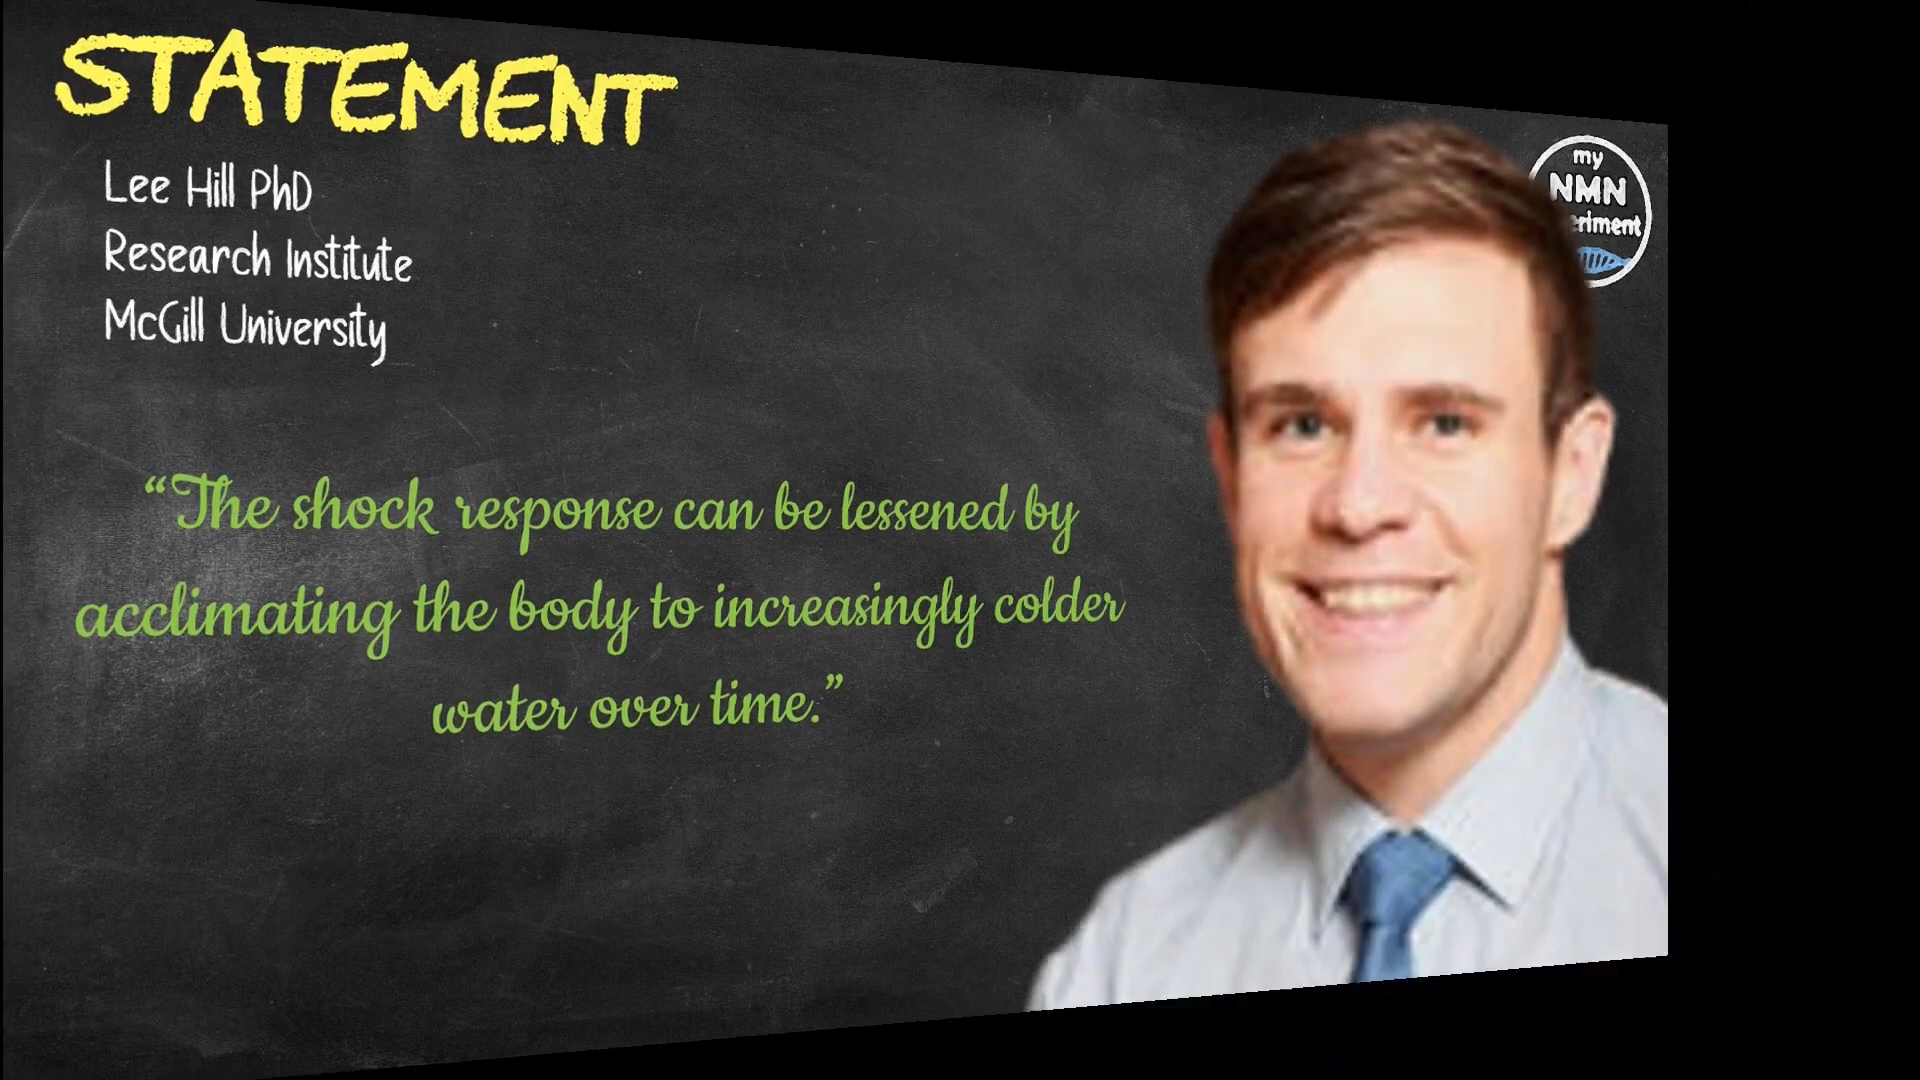 STATEMENT
Lee Hill PhD
Research Institute
McGill University
my
NMN
eriment
“The shock response can be lessened by
acclimating the body to increasingly colder
water over time.”